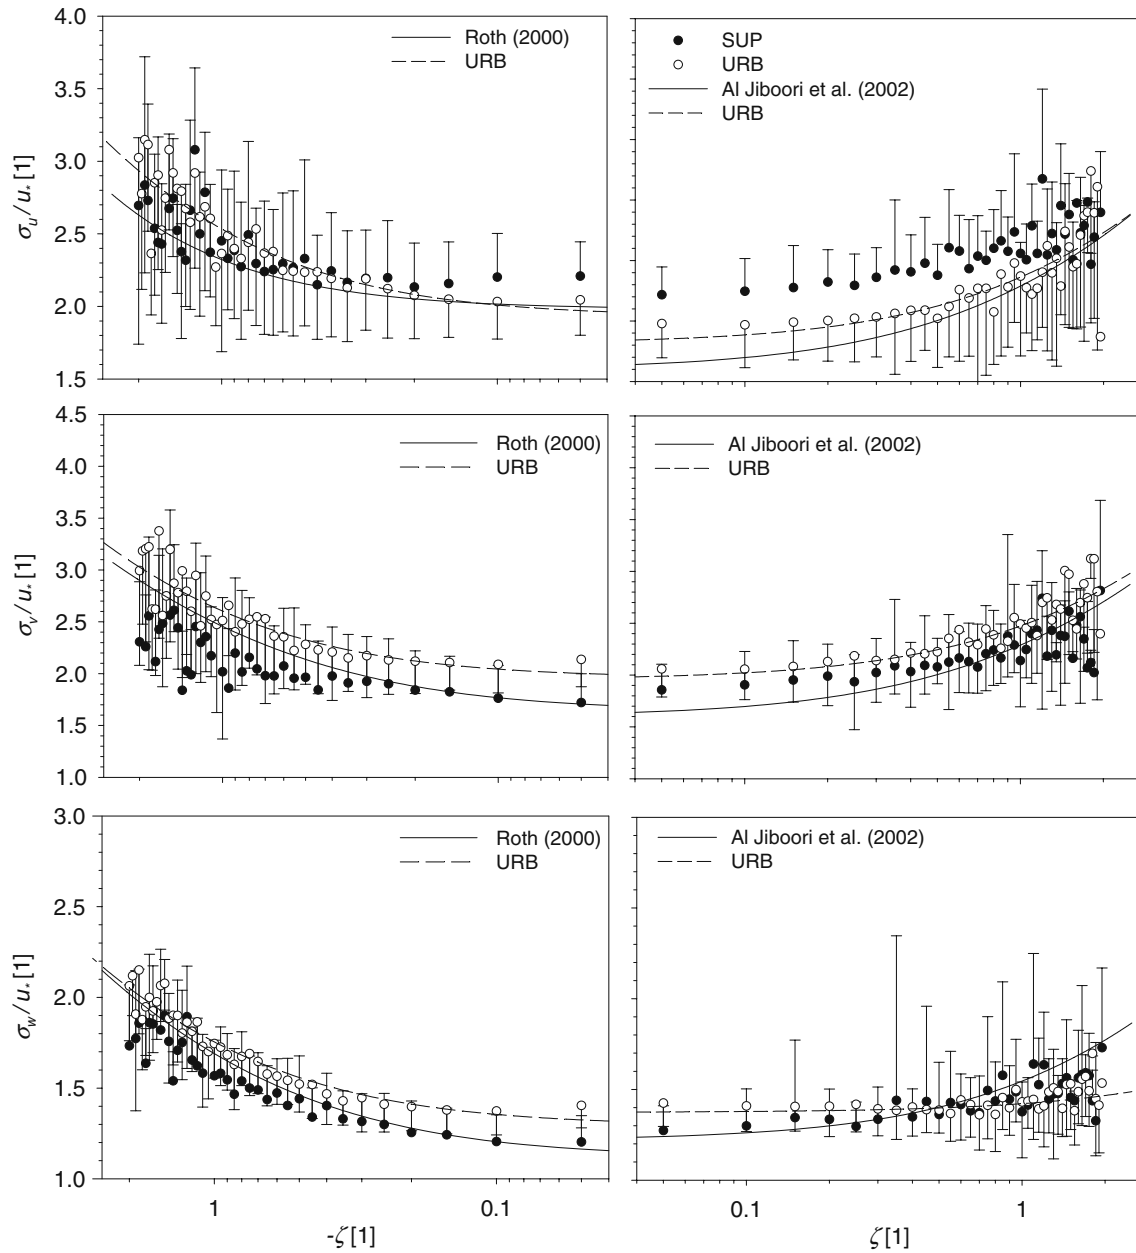 4.0
3.5
3.0
2.5
2.0
1.5
σu/u* [1]
Roth (2000)
URB
SUP
URB
Al Jiboori et al. (2002)
URB
4.5
4.0
3.5
3.0
2.5
2.0
1.5
1.0
σv/u* [1]
Roth (2000)
URB
Al Jiboori et al. (2002)
URB
3.0
2.5
2.0
1.5
1.0
σw/u* [1]
Roth (2000)
URB
Al Jiboori et al. (2002)
URB
1
0.1
-ζ [1]
0.1
1
ζ [1]